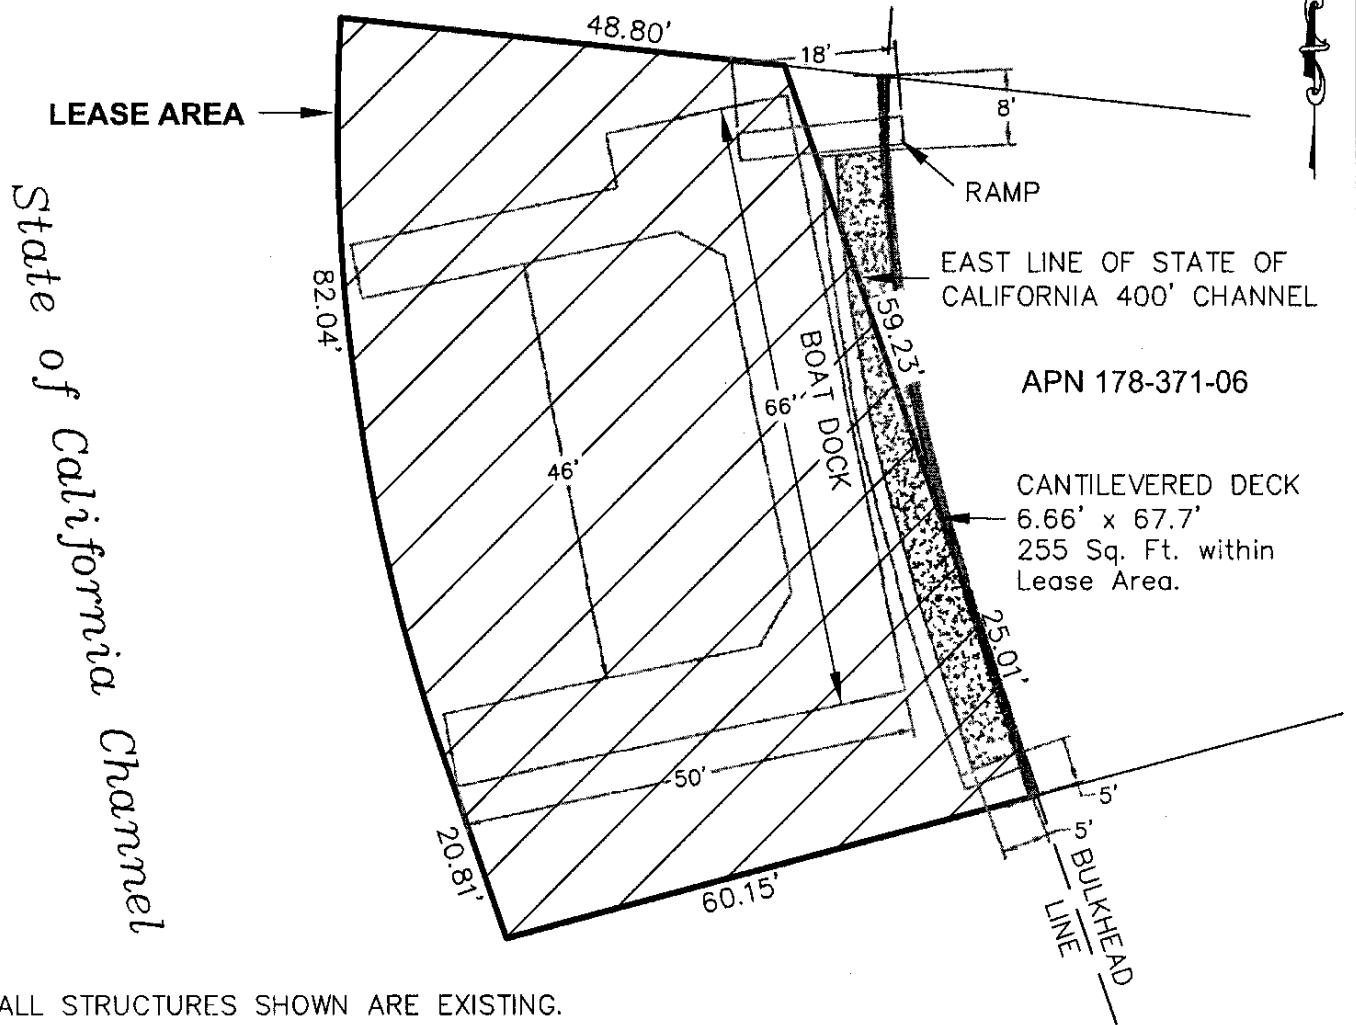 48.80'
18'
LEASE AREA
8'
RAMP
State of California Channel
EAST LINE OF STATE OF
CALIFORNIA 400' CHANNEL
82.04'
59.23'
BOAT DOCK
APN 178-371-06
66'
46'
CANTILEVERED DECK
6.66' x 67.7'
255 Sq. Ft. within
Lease Area.
25.01'
50'
5'
5'
20.81'
60.15'
BULKHEAD
LINE
ALL STRUCTURES SHOWN ARE EXISTING.